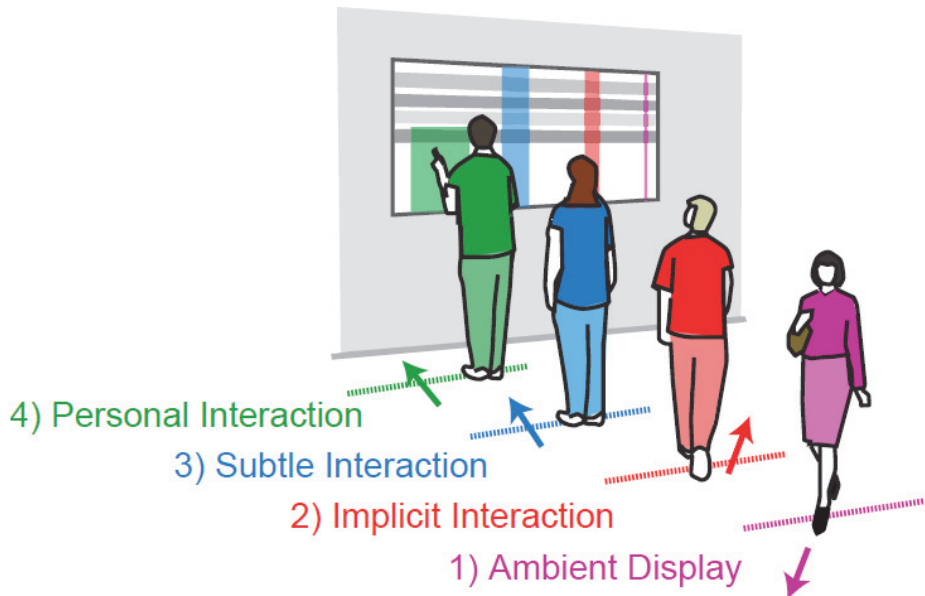 4) Personal Interaction
3) Subtle Interaction
2) Implicit Interaction
1) Ambient Display